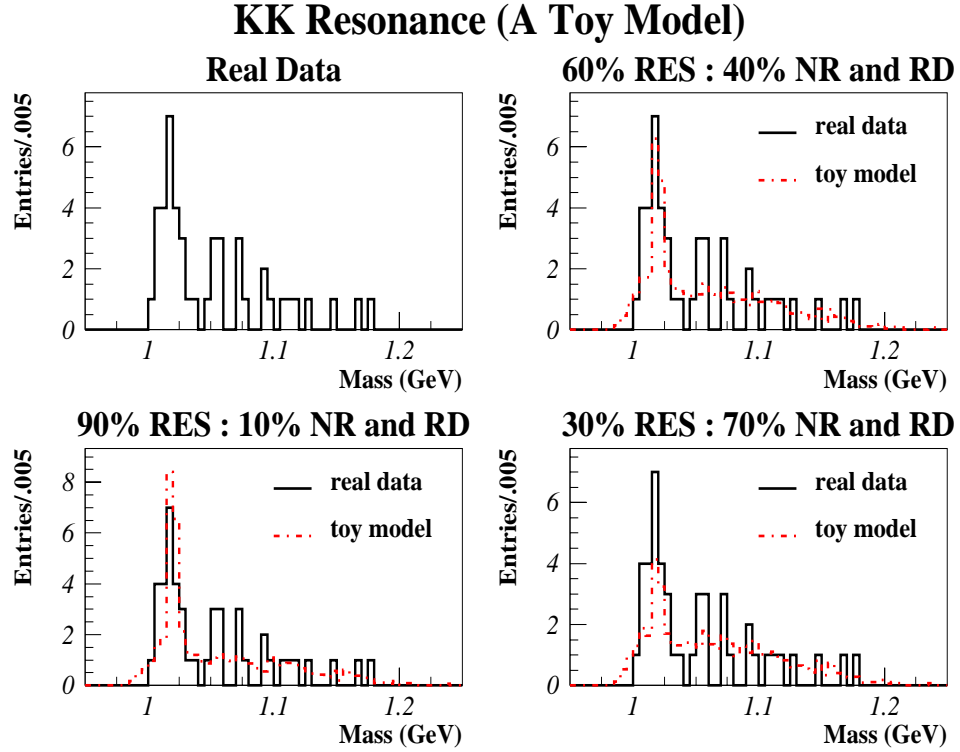 KK Resonance (A Toy Model)
Real Data
Entries/.005
6
4
2
0
1
1.1
1.2
Mass (GeV)
60% RES : 40% NR and RD
Entries/.005
6
4
2
0
real data
toy model
1
1.1
1.2
Mass (GeV)
90% RES : 10% NR and RD
Entries/.005
8
6
4
2
0
real data
toy model
1
1.1
1.2
Mass (GeV)
30% RES : 70% NR and RD
Entries/.005
6
4
2
0
real data
toy model
1
1.1
1.2
Mass (GeV)